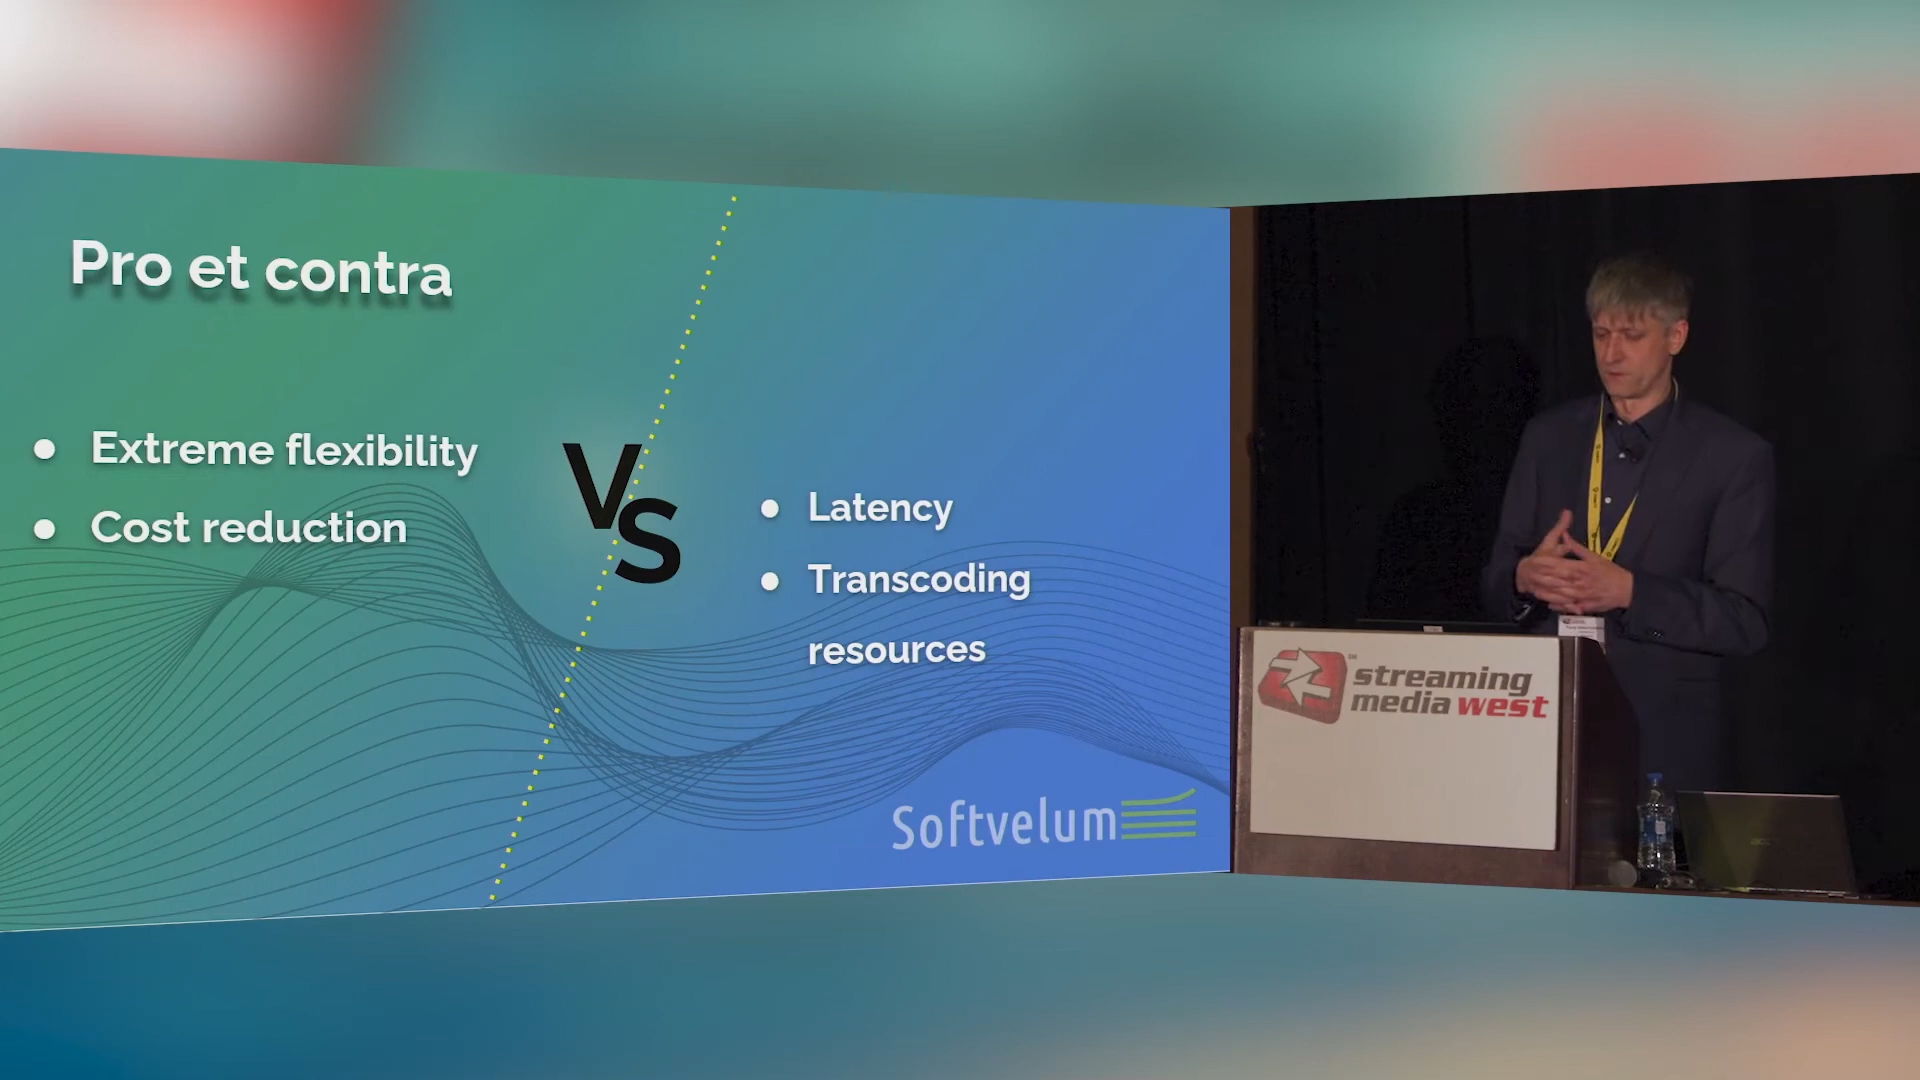 Pro et contra
Extreme flexibility
Cost reduction
VS
Latency
Transcoding
resources
Softvelum
streaming
media west